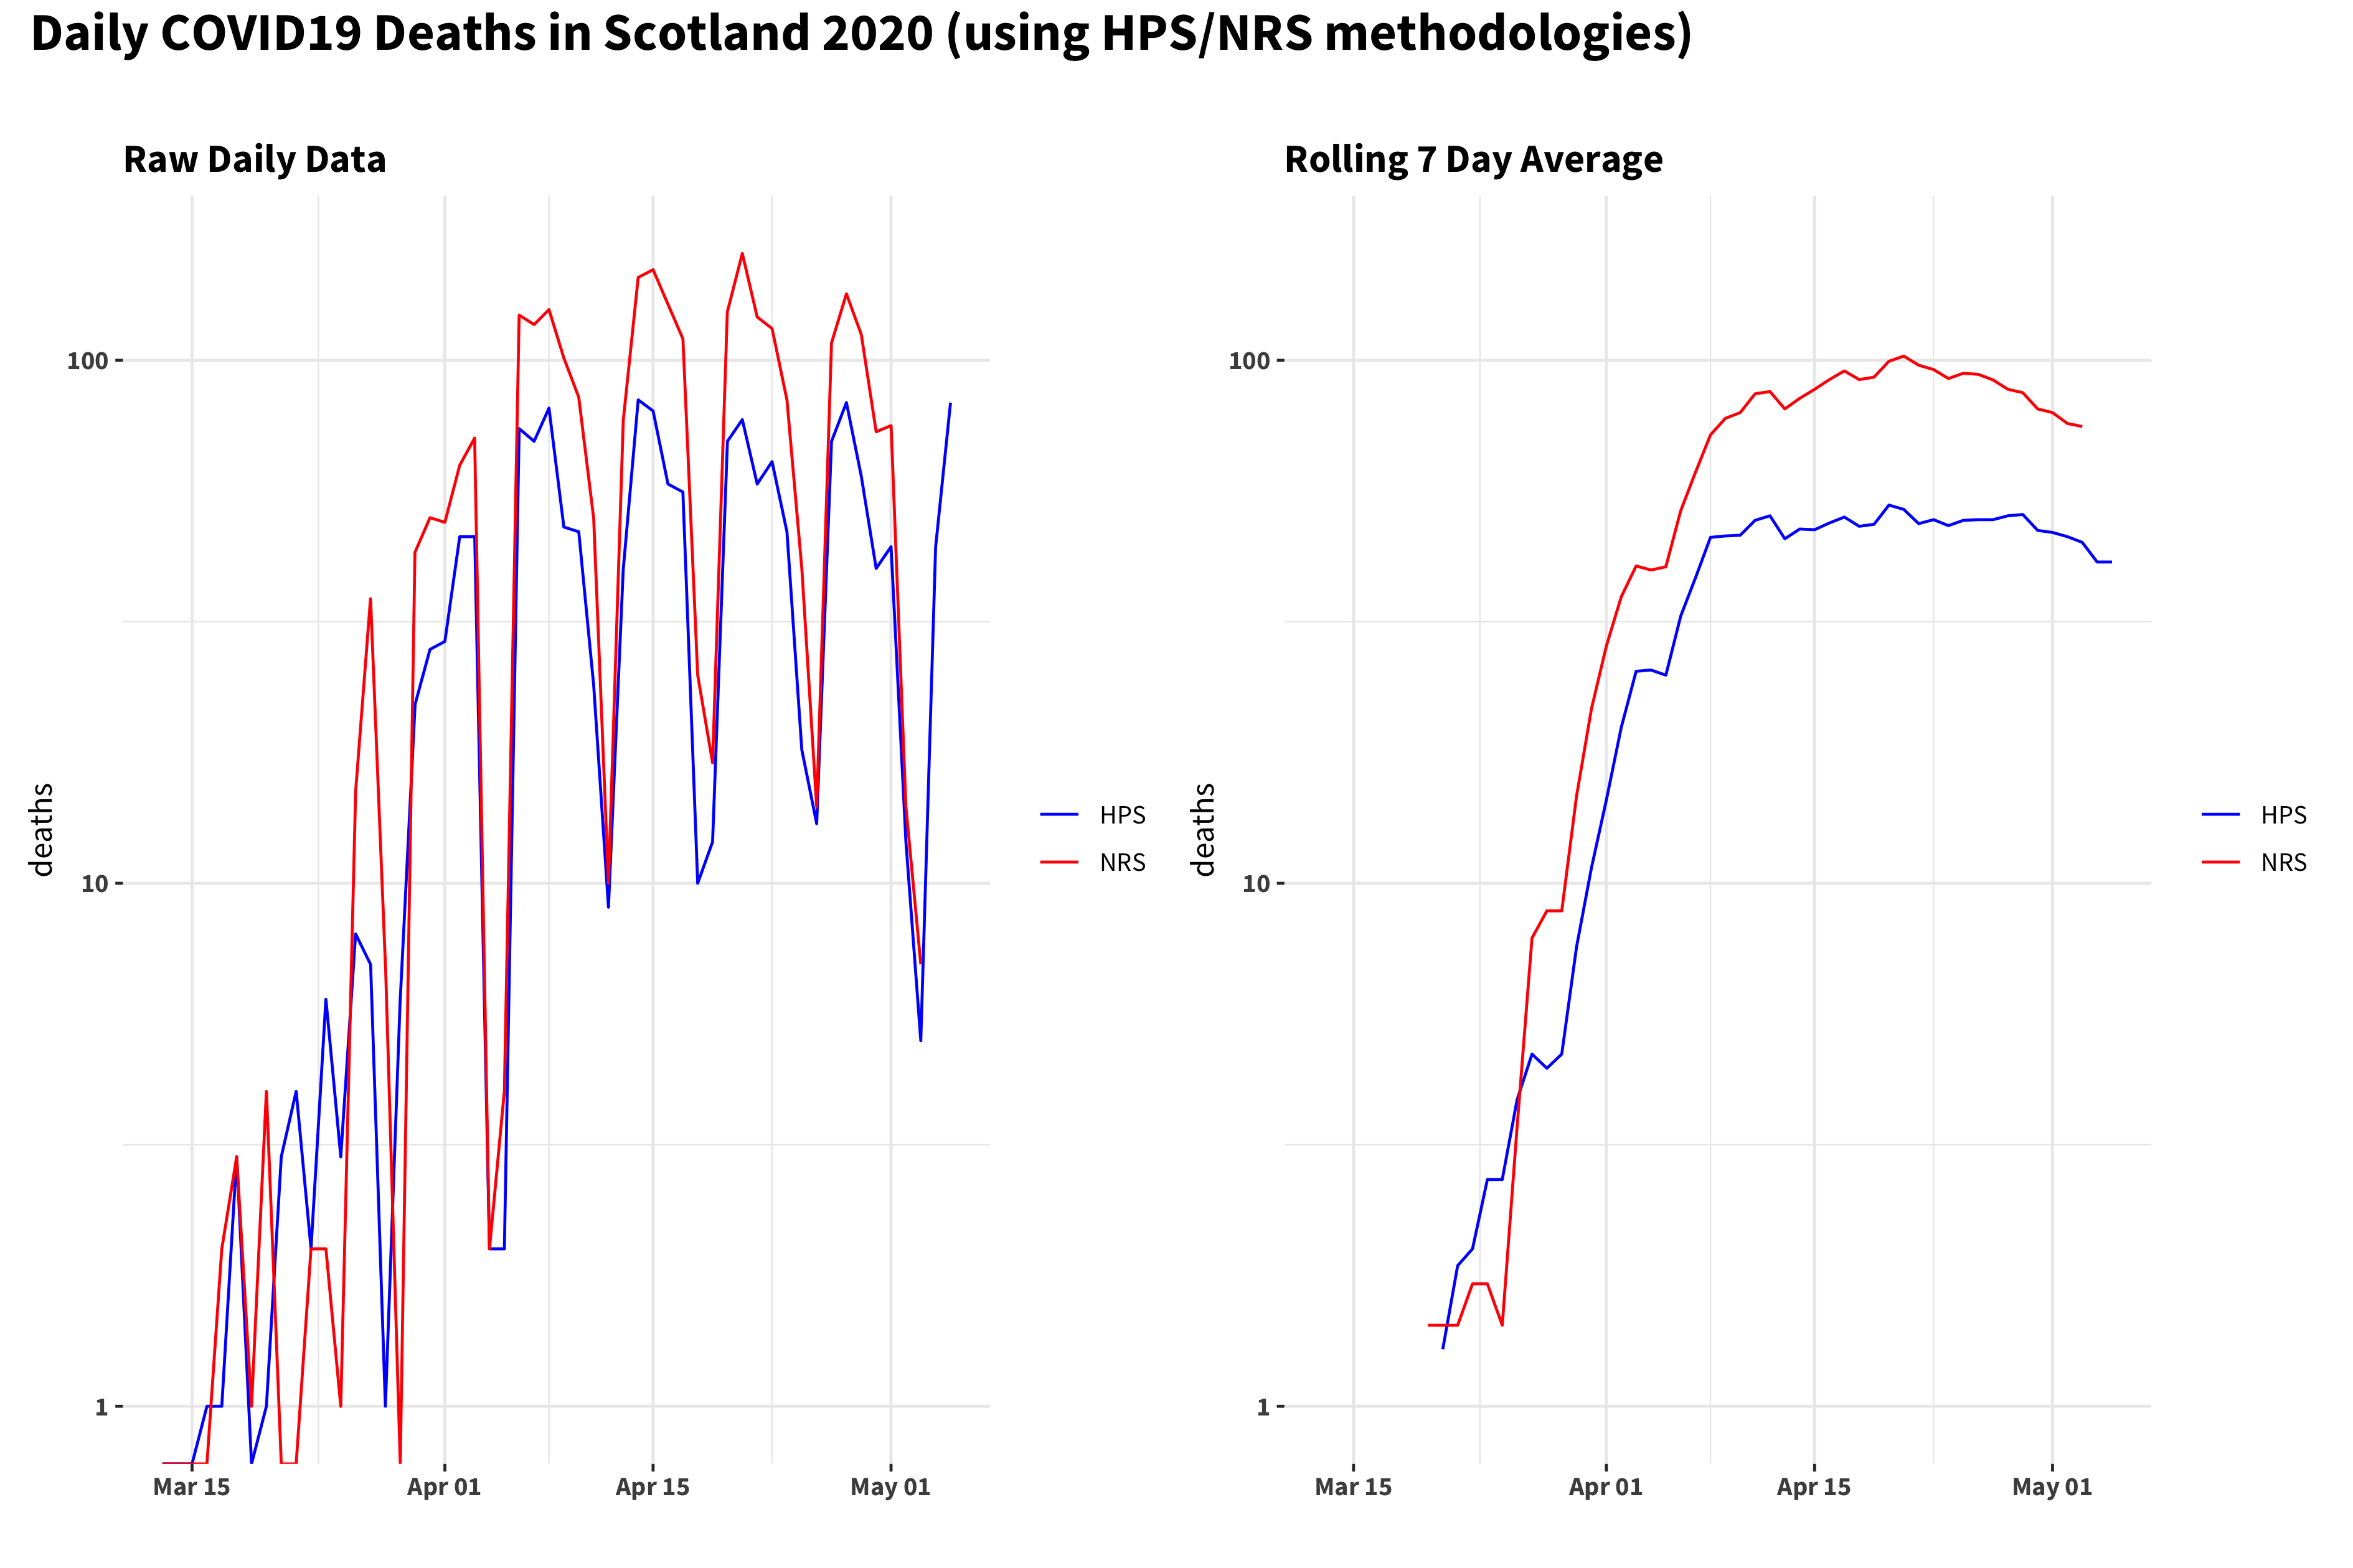 Daily COVID19 Deaths in Scotland 2020 (using HPS/NRS methodologies)
Raw Daily Data
deaths
100
10
1
Mar 15
Apr 01
Apr 15
May 01
HPS
NRS
Rolling 7 Day Average
deaths
100
10
1
Mar 15
Apr 01
Apr 15
May 01
HPS
NRS